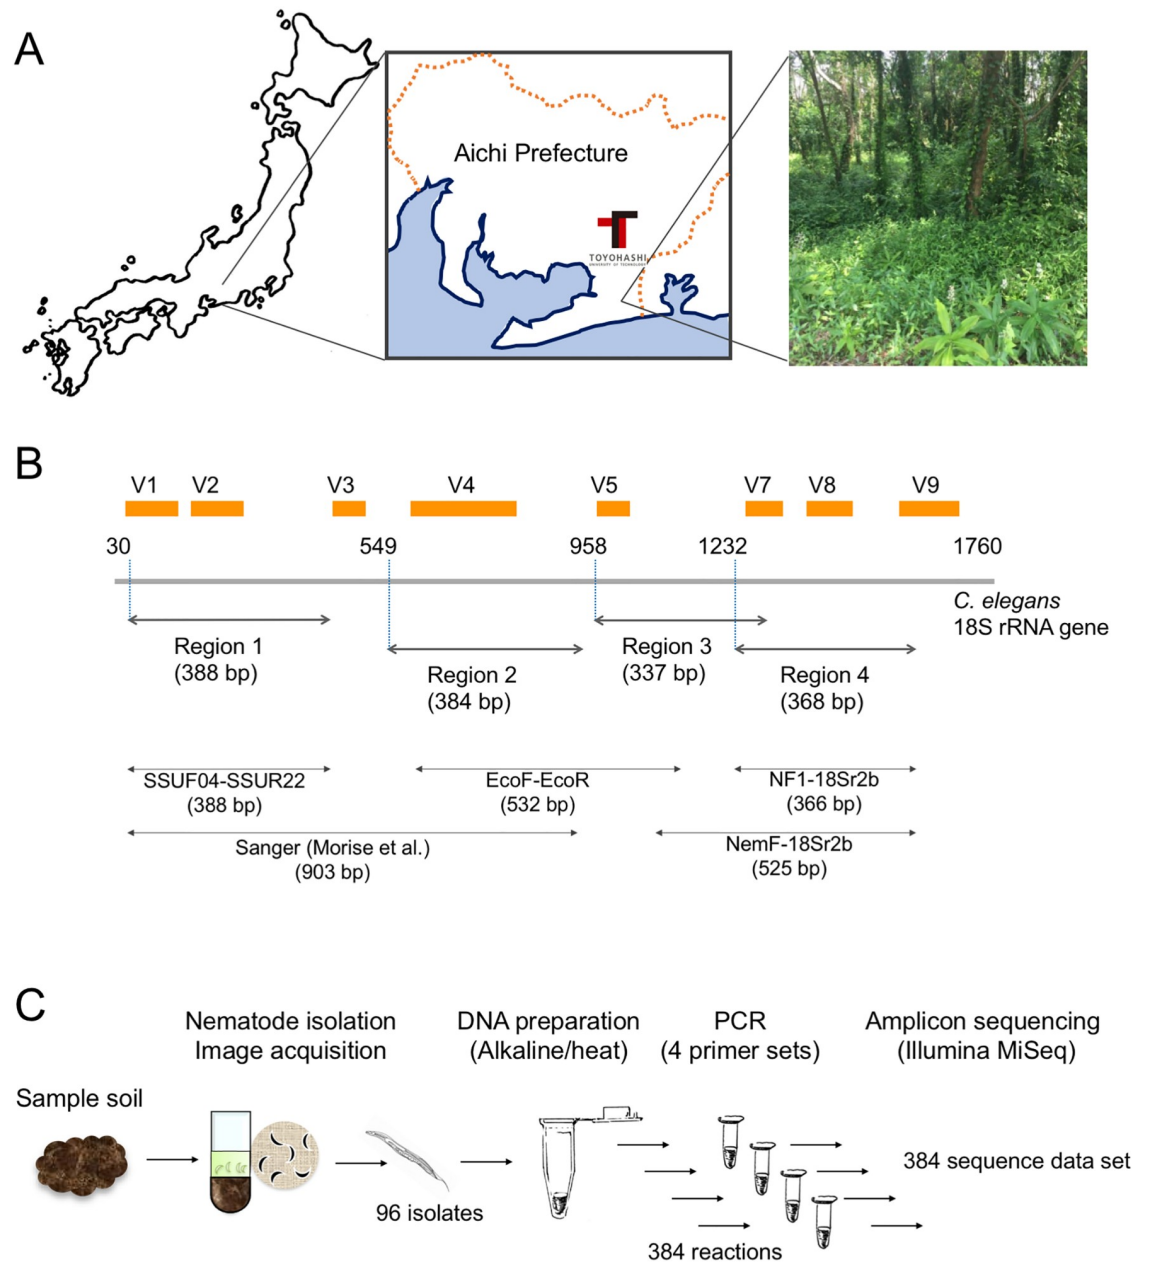 A
Aichi Prefecture
TOYOHASHI
UNIVERSITY OF TECHNOLOGY
B
V1 V2 V3 V4 V5 V7 V8 V9
30 549 958 1232 1760
C. elegans
18S rRNA gene
Region 1
(388 bp)
Region 2
(384 bp)
Region 3
(337 bp)
Region 4
(368 bp)
SSUF04-SSUR22
(388 bp)
EcoF-EcoR
(532 bp)
NF1-18Sr2b
(366 bp)
Sanger (Morise et al.)
(903 bp)
NemF-18Sr2b
(525 bp)
C
Sample soil
Nematode isolation
Image acquisition
96 isolates
DNA preparation
(Alkaline/heat)
PCR
(4 primer sets)
384 reactions
Amplicon sequencing
(Illumina MiSeq)
384 sequence data set